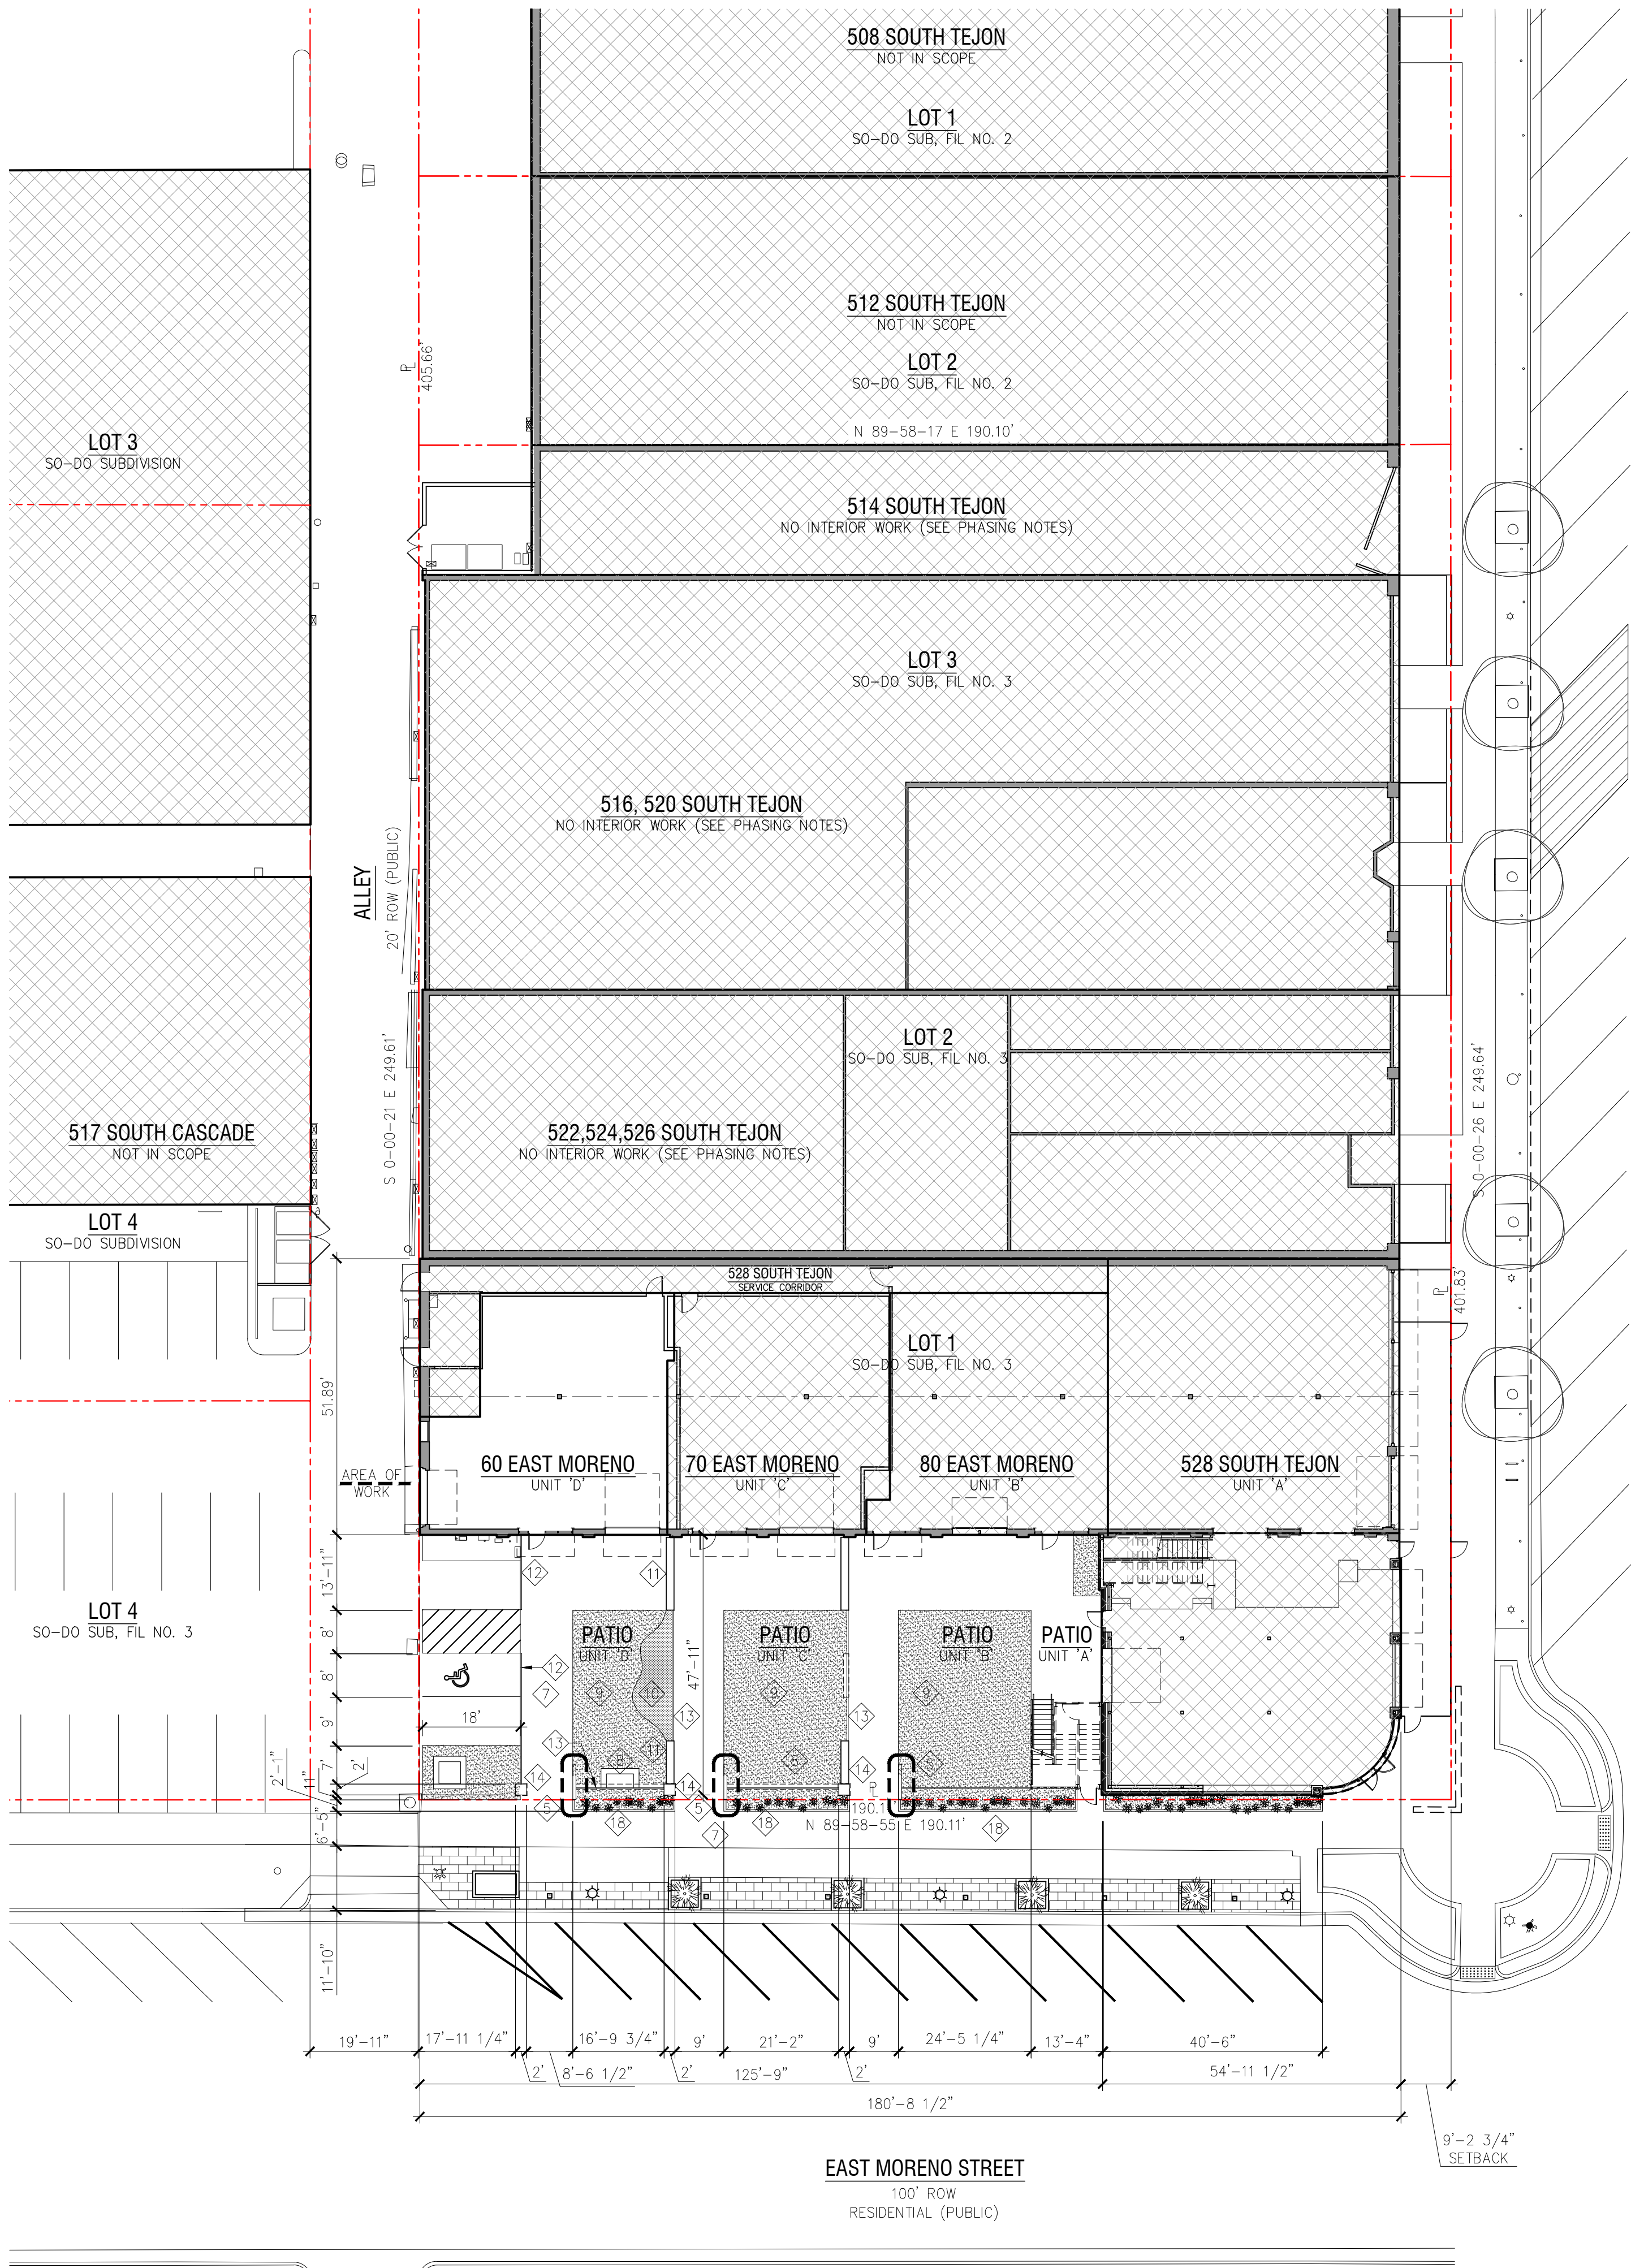 508 SOUTH TEJON
NOT IN SCOPE
LOT 1
SO-DO SUB, FIL NO. 2
512 SOUTH TEJON
NOT IN SCOPE
LOT 2
SO-DO SUB, FIL NO. 2
N 89-58-17 E 190.10'
PL
405.66'
LOT 3
SO-DO SUBDIVISION
514 SOUTH TEJON
NO INTERIOR WORK (SEE PHASING NOTES)
LOT 3
SO-DO SUB, FIL NO. 3
516, 520 SOUTH TEJON
NO INTERIOR WORK (SEE PHASING NOTES)
ALLEY
20' ROW (PUBLIC)
S 0-00-21 E 249.61'
LOT 2
SO-DO SUB, FIL NO. 3
522,524,526 SOUTH TEJON
NO INTERIOR WORK (SEE PHASING NOTES)
S 0-00-26 E 249.64'
517 SOUTH CASCADE
NOT IN SCOPE
LOT 4
SO-DO SUBDIVISION
528 SOUTH TEJON
SERVICE CORRIDOR
PL
401.83'
LOT 1
SO-DO SUB, FIL NO. 3
51.89'
60 EAST MORENO
UNIT 'D'
70 EAST MORENO
UNIT 'C'
80 EAST MORENO
UNIT 'B'
528 SOUTH TEJON
UNIT 'A'
AREA OF
WORK
13'-11"
12
11
LOT 4
SO-DO SUB, FIL NO. 3
8'
PATIO
UNIT 'D'
PATIO
UNIT 'C'
PATIO
UNIT 'B'
PATIO
UNIT 'A'
47'-11"
8'
12
7
9
10
9
9
18'
13
13
13
9'
11
8
8
9
14
14
14
2'-1"
7'
2'
11"
5
5
18
18
18
7
PL
190.1
N 89-58-55 E 190.11'
6'-5"
11'-10"
19'-11"
17'-11 1/4"
16'-9 3/4"
9'
21'-2"
9'
24'-5 1/4"
13'-4"
40'-6"
2'
8'-6 1/2"
2'
125'-9"
2'
54'-11 1/2"
180'-8 1/2"
9'-2 3/4"
SETBACK
EAST MORENO STREET
100' ROW
RESIDENTIAL (PUBLIC)